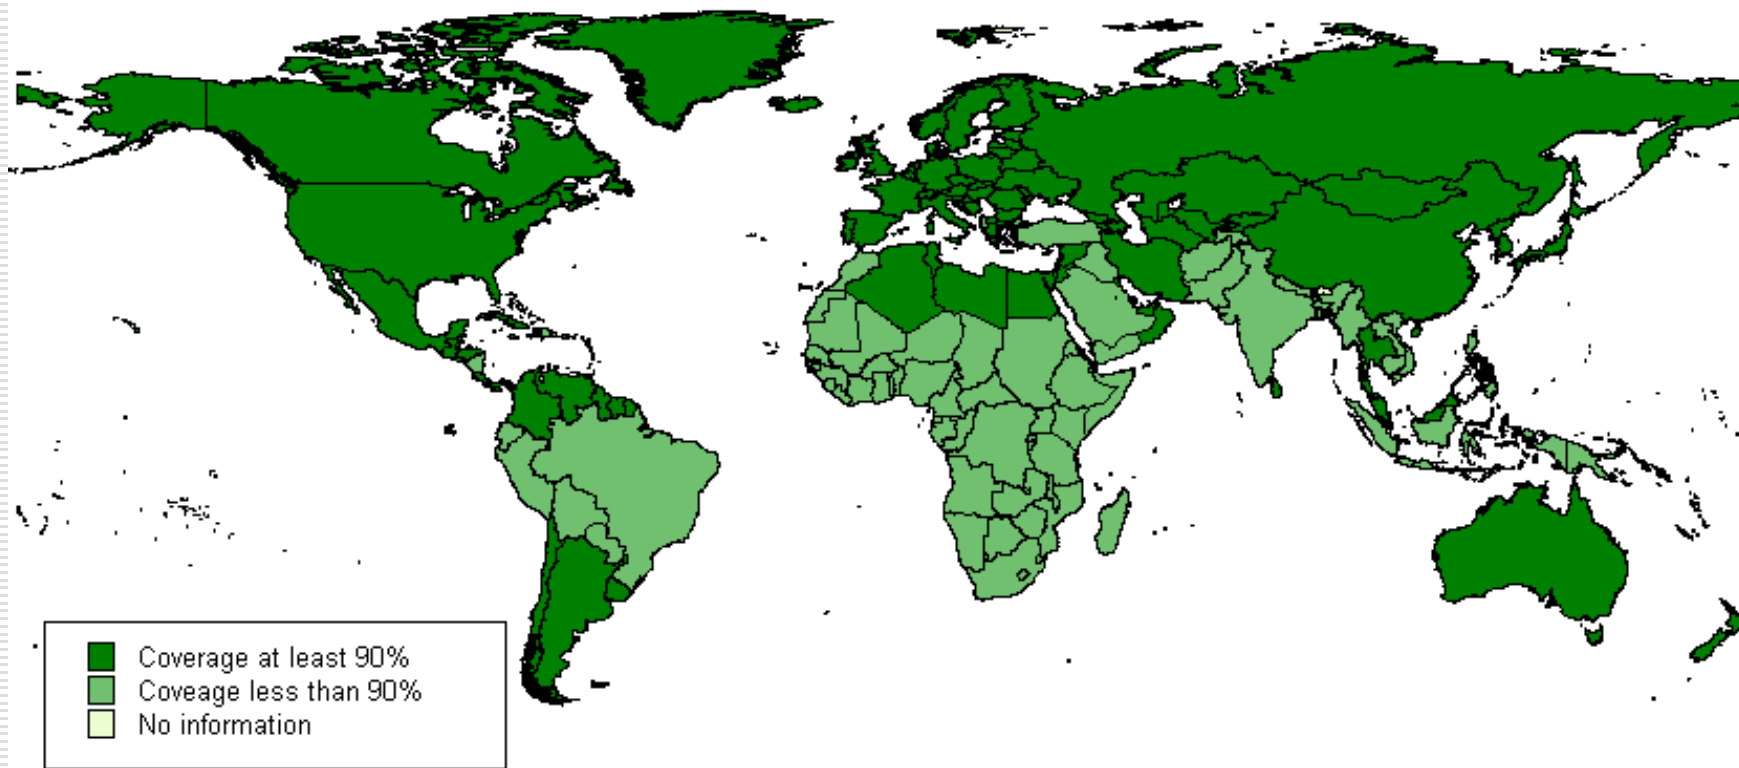 Coverage at least 90%
Coveage less than 90%
No information